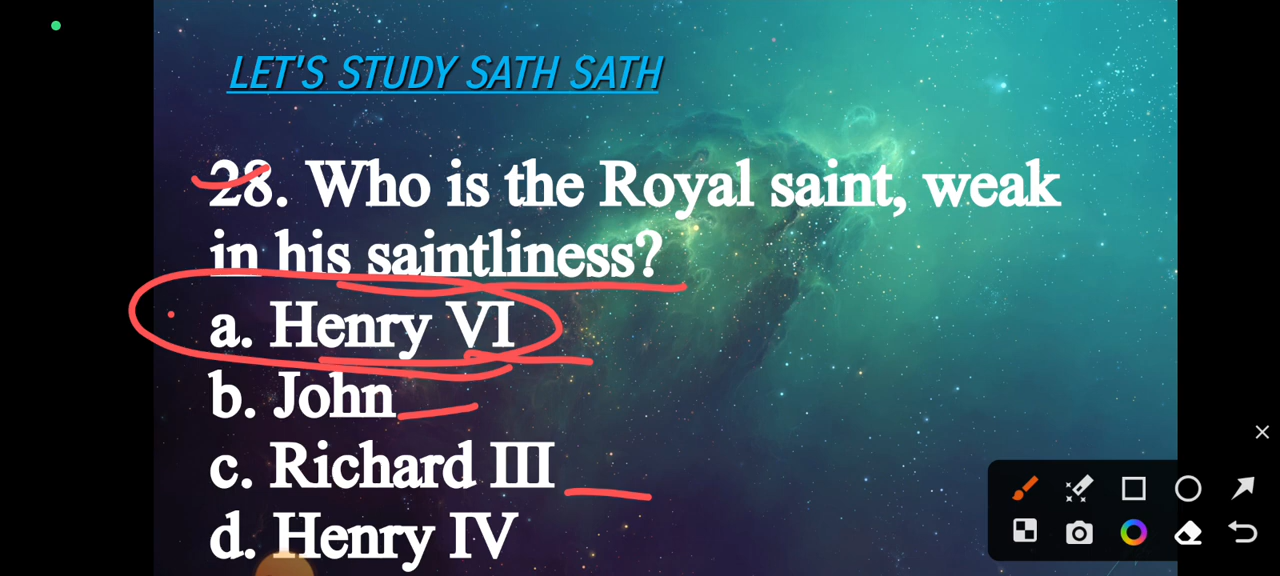 LET'S STUDY SATH SATH
28. Who is the Royal saint, weak
in his saintliness?
a. Henry VI
b. John
c. Richard III
d. Henry IV